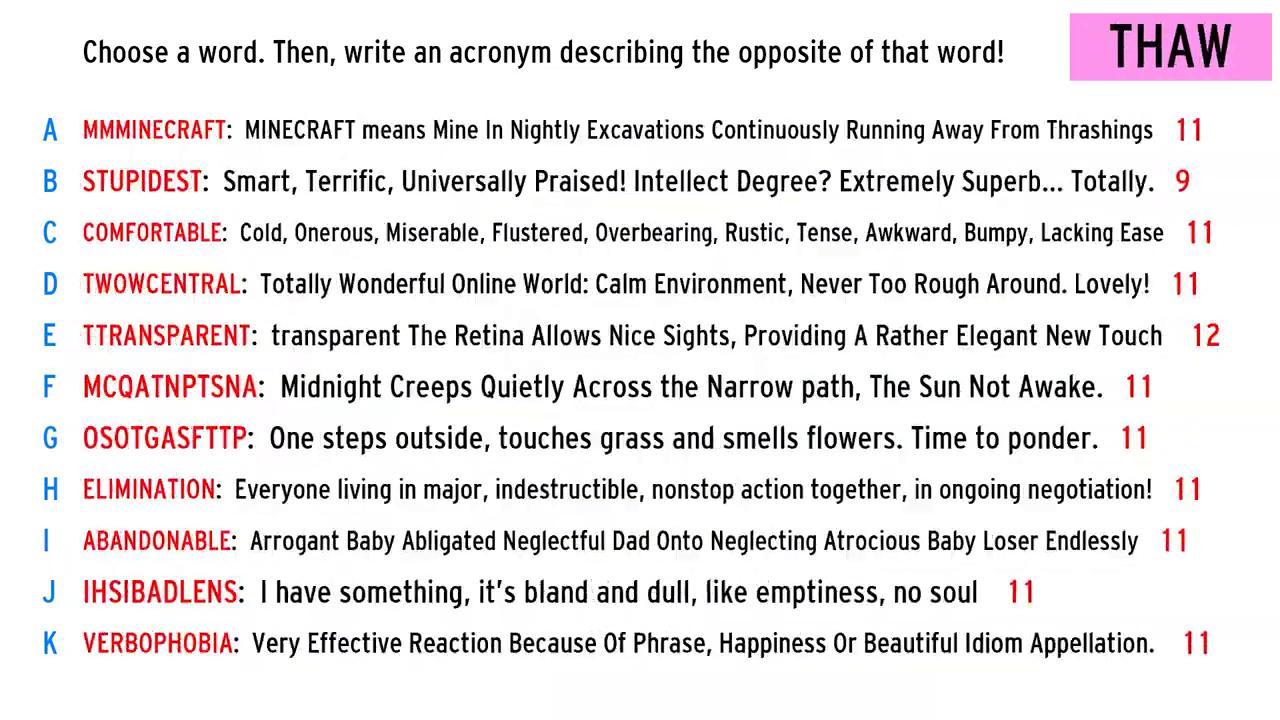 Choose a word. Then, write an acronym describing the opposite of that word!
THAW
A MMMINECRAFT: MINECRAFT means Mine In Nightly Excavations Continuously Running Away From Thrashings 11
B STUPIDEST: Smart, Terrific, Universally Praised! Intellect Degree? Extremely Superb... Totally. 9
C COMFORTABLE: Cold, Onerous, Miserable, Flustered, Overbearing, Rustic, Tense, Awkward, Bumpy, Lacking Ease 11
D TWOWCENTRAL: Totally Wonderful Online World: Calm Environment, Never Too Rough Around. Lovely! 11
E TTRANSPARENT: transparent The Retina Allows Nice Sights, Providing A Rather Elegant New Touch 12
F MCQATNPTSNA: Midnight Creeps Quietly Across the Narrow path, The Sun Not Awake. 11
G OSOTGASFTTP: One steps outside, touches grass and smells flowers. Time to ponder. 11
H ELIMINATION: Everyone living in major, indestructible, nonstop action together, in ongoing negotiation! 11
I ABANDONABLE: Arrogant Baby Abligated Neglectful Dad Onto Neglecting Atrocious Baby Loser Endlessly 11
J IHSIBADLENS: I have something, it's bland and dull, like emptiness, no soul 11
K VERBOPHOBIA: Very Effective Reaction Because Of Phrase, Happiness Or Beautiful Idiom Appellation. 11